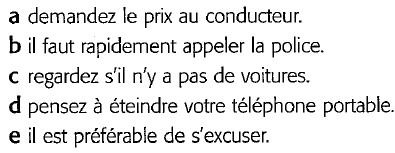 a demandez le prix au conducteur.
b il faut rapidement appeler la police.
c regardez s'il n'y a pas de voitures.
d pensez à éteindre votre téléphone portable.
e il est préférable de s'excuser.